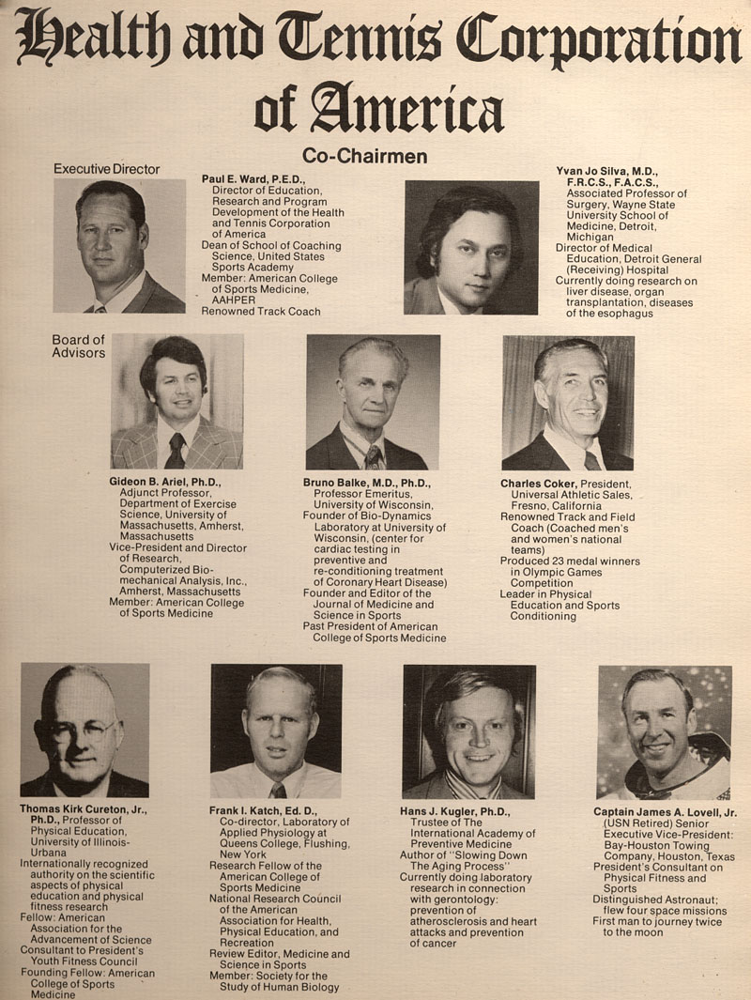 Health and Tennis Corporation
of America
Co-Chairmen
Executive Director
Paul E. Ward, P.E.D.,
Director of Education,
Research and Program
Development of the Health
and Tennis Corporation
of America
Dean of School of Coaching
Science, United States
Sports Academy
Member: American College
of Sports Medicine,
AAHPER
Renowned Track Coach
Yvan Jo Silva, M.D.,
F.R.C.S., F.A.C.S.,
Associated Professor of
Surgery, Wayne State
University School of
Medicine, Detroit,
Michigan
Director of Medical
Education, Detroit General
(Receiving) Hospital
Currently doing research on
liver disease, organ
transplantation, diseases
of the esophagus
Board of
Advisors
Gideon B. Ariel, Ph.D.,
Adjunct Professor,
Department of Exercise
Science, University of
Massachusetts, Amherst,
Massachusetts
Vice-President and Director
of Research,
Computerized Bio-
mechanical Analysis, Inc.,
Amherst, Massachusetts
Member: American College
of Sports Medicine
Bruno Balke, M.D., Ph.D.,
Professor Emeritus,
University of Wisconsin,
Founder of Bio-Dynamics
Laboratory at University of
Wisconsin, (center for
cardiac testing in
preventive and
re-conditioning treatment
of Coronary Heart Disease)
Founder and Editor of the
Journal of Medicine and
Science in Sports
Past President of American
College of Sports Medicine
Charles Coker, President,
Universal Athletic Sales,
Fresno, California
Renowned Track and Field
Coach (Coached men's
and women's national
teams)
Produced 23 medal winners
in Olympic Games
Competition
Leader in Physical
Education and Sports
Conditioning
Thomas Kirk Cureton, Jr.,
Ph.D., Professor of
Physical Education,
University of Illinois-
Urbana
Internationally recognized
authority on the scientific
aspects of physical
education and physical
fitness research
Fellow: American
Association for the
Advancement of Science
Consultant to President's
Youth Fitness Council
Founding Fellow: American
College of Sports
Medicine
Frank I. Katch, Ed. D.,
Co-director, Laboratory of
Applied Physiology at
Queens College, Flushing,
New York
Research Fellow of the
American College of
Sports Medicine
National Research Council
of the American
Association for Health,
Physical Education, and
Recreation
Review Editor, Medicine and
Science in Sports
Member: Society for the
Study of Human Biology
Hans J. Kugler, Ph.D.,
Trustee of The
International Academy of
Preventive Medicine
Author of "Slowing Down
The Aging Process"
Currently doing laboratory
research in connection
with gerontology:
prevention of
atherosclerosis and heart
attacks and prevention
of cancer
Captain James A. Lovell, Jr.
(USN Retired) Senior
Executive Vice-President:
Bay-Houston Towing
Company, Houston, Texas
President's Consultant on
Physical Fitness and
Sports
Distinguished Astronaut;
flew four space missions
First man to journey twice
to the moon